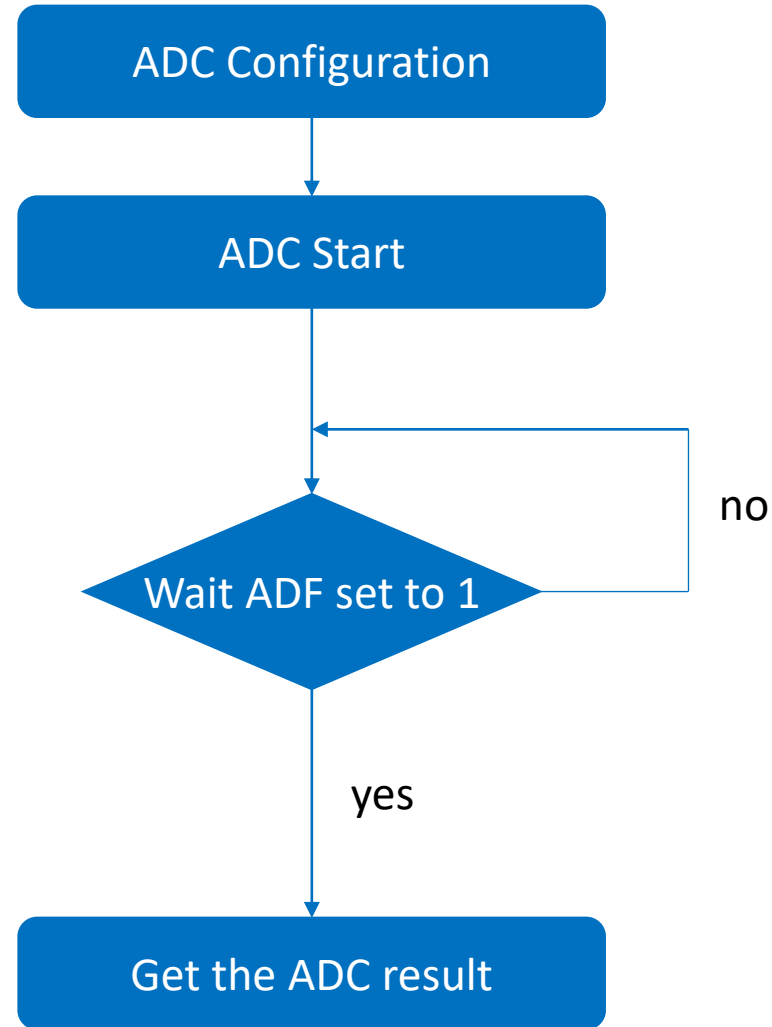 ADC Configuration
ADC Start
no
Wait ADF set to 1
yes
Get the ADC result